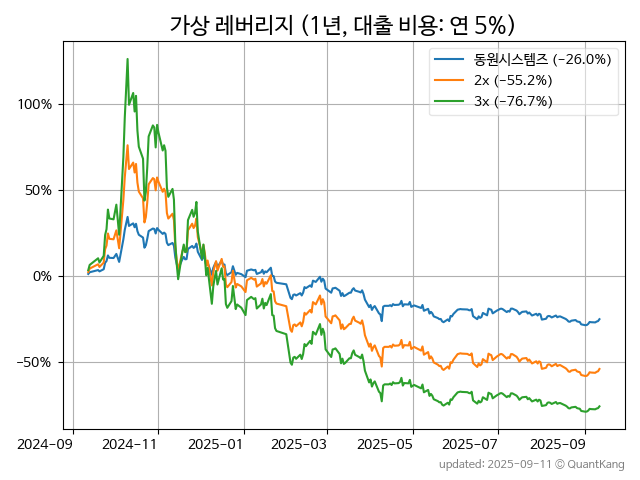 가상 레버리지 (1년, 대출 비용: 연 5%)
동원시스템즈 (-26.0%)
2x (-55.2%)
3x (-76.7%)
100%
50%
0%
-50%
2024-09 2024-11 2025-01 2025-03 2025-05 2025-07 2025-09
updated: 2025-09-11 © QuantKang